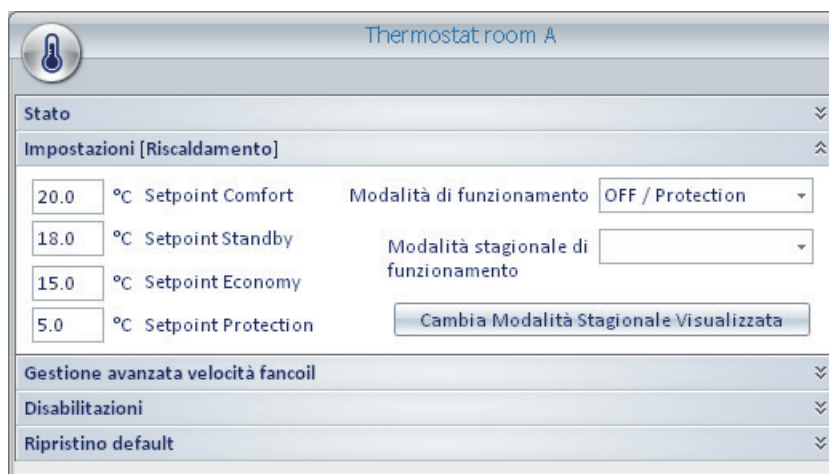 Thermostat room A
Stato
Impostazioni [Riscaldamento]
20.0 °C Setpoint Comfort Modalità di funzionamento OFF / Protection
18.0 °C Setpoint Standby Modalità stagionale di
funzionamento
15.0 °C Setpoint Economy
5.0 °C Setpoint Protection Cambia Modalità Stagionale Visualizzata
Gestione avanzata velocità fancoil
Disabilitazioni
Ripristino default